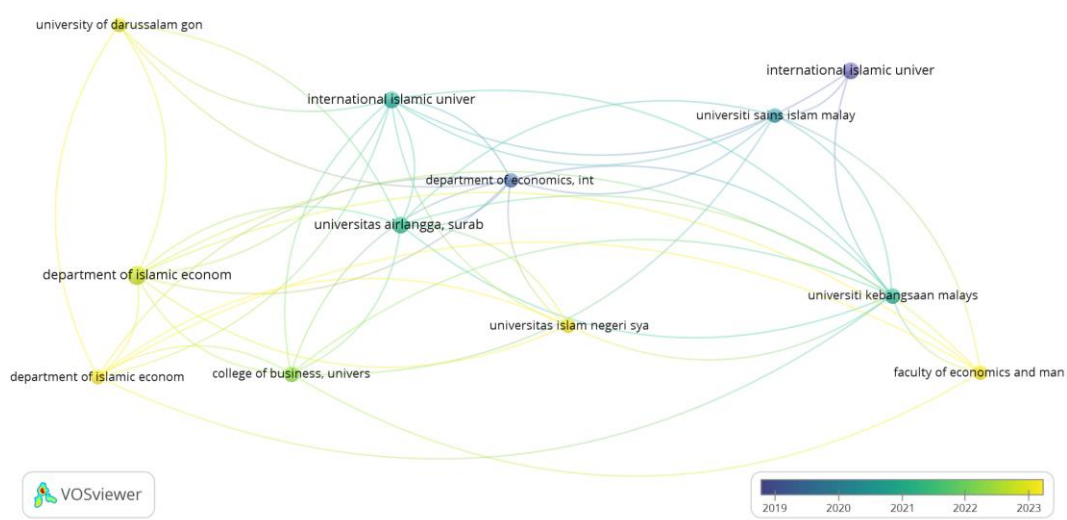 university of darussalam gon
international islamic univer
international islamic univer
universiti sains islam malay
department of economics, int
universitas airlangga, surab
department of islamic econom
universiti kebangsaan malays
universitas islam negeri sya
department of islamic econom
college of business, univers
faculty of economics and man
VOSviewer
2019 2020 2021 2022 2023